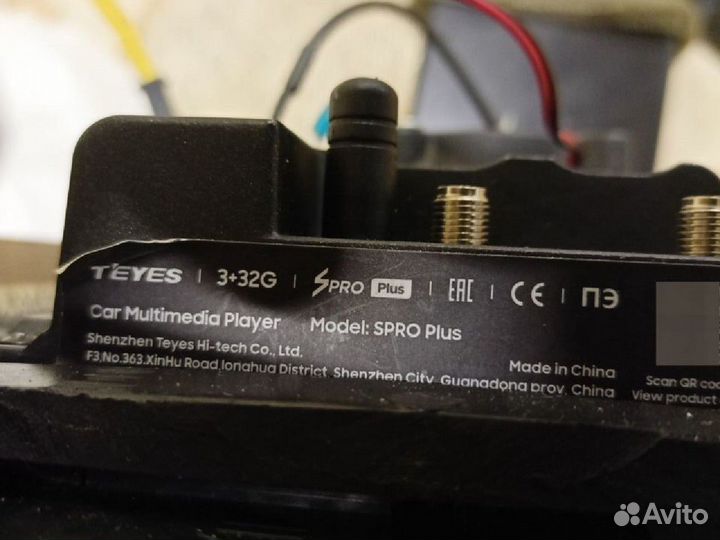 TEYES | 3+32G | SPRO Plus | EAC | CE | ПЭ
Car Multimedia Player Model: SPRO Plus
Shenzhen Teyes Hi-tech Co., Ltd.
F3,No.363,XinHu Road,longhua District, Shenzhen City, Guangdong prov. China
Made in China
Scan QR
View product
Avito